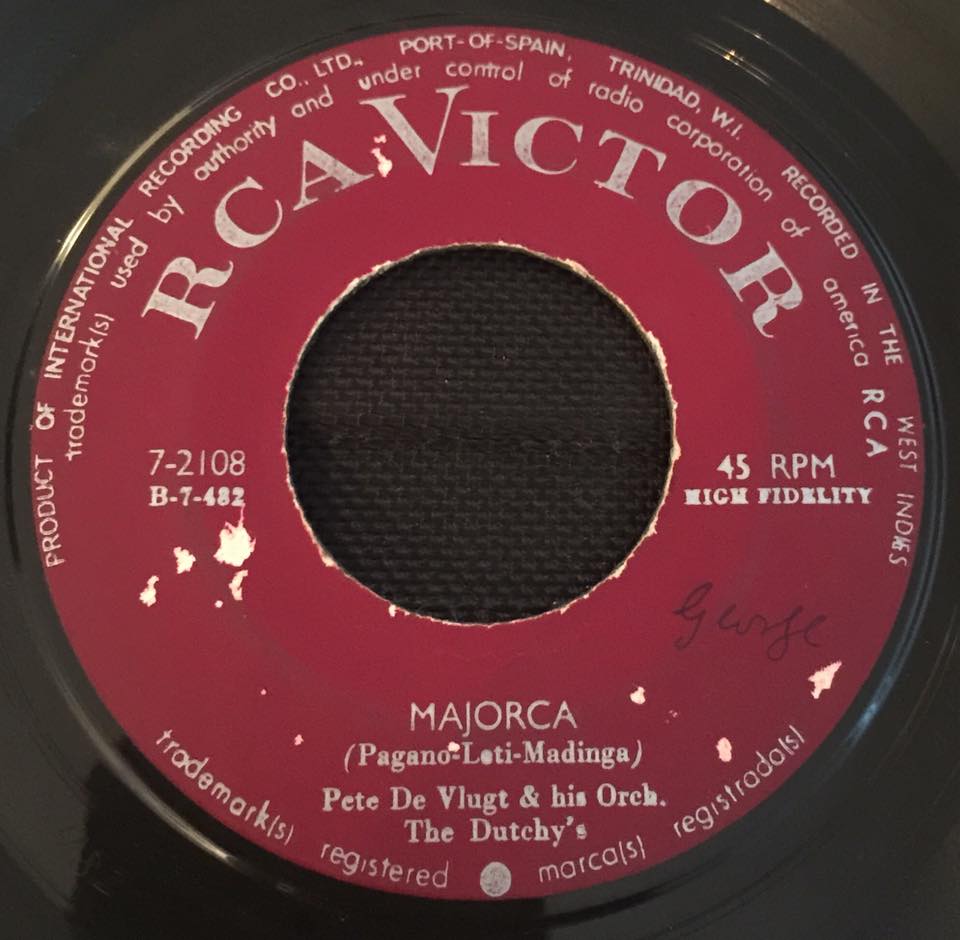 PRODUCT OF INTERNATIONAL RECORDING CO., LTD., PORT-OF-SPAIN, TRINIDAD, W.I. RECORDED IN THE WEST INDIES
trademark(s) used by authority and under control of radio corporation of america RCA
RCA VICTOR
7-2108
B-7-482
45 RPM
HIGH FIDELITY
George
MAJORCA
(Pagano-Loti-Madinga)
Pete De Vlugt & his Orch.
The Dutchy's
trademark(s) registered marca(s) registrada(s)